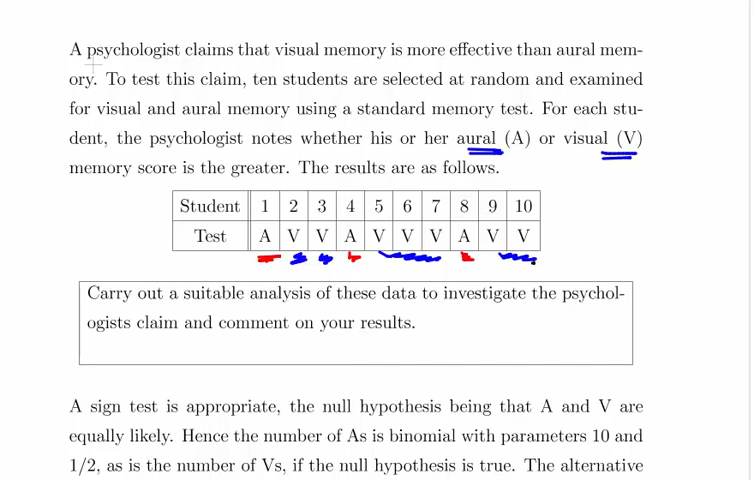 A psychologist claims that visual memory is more effective than aural mem-
ory. To test this claim, ten students are selected at random and examined
for visual and aural memory using a standard memory test. For each stu-
dent, the psychologist notes whether his or her aural (A) or visual (V)
memory score is the greater. The results are as follows.
Student 1 2 3 4 5 6 7 8 9 10
Test A V V A V V V A V V
Carry out a suitable analysis of these data to investigate the psychol-
ogists claim and comment on your results.
A sign test is appropriate, the null hypothesis being that A and V are
equally likely. Hence the number of As is binomial with parameters 10 and
1/2, as is the number of Vs, if the null hypothesis is true. The alternative